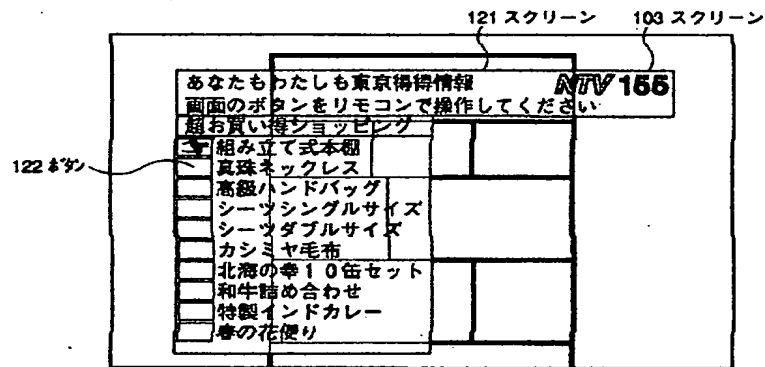 121 スクリーン
103 スクリーン
あなたもわたしも東京得得情報 NTV 155
画面のボタンをリモコンで操作してください
超お買い得ショッピング
組み立て式本棚
122 ボタン
真珠ネックレス
高級ハンドバッグ
シーツシングルサイズ
シーツダブルサイズ
カシミヤ毛布
北海の幸10缶セット
和牛詰め合わせ
特製インドカレー
春の花便り